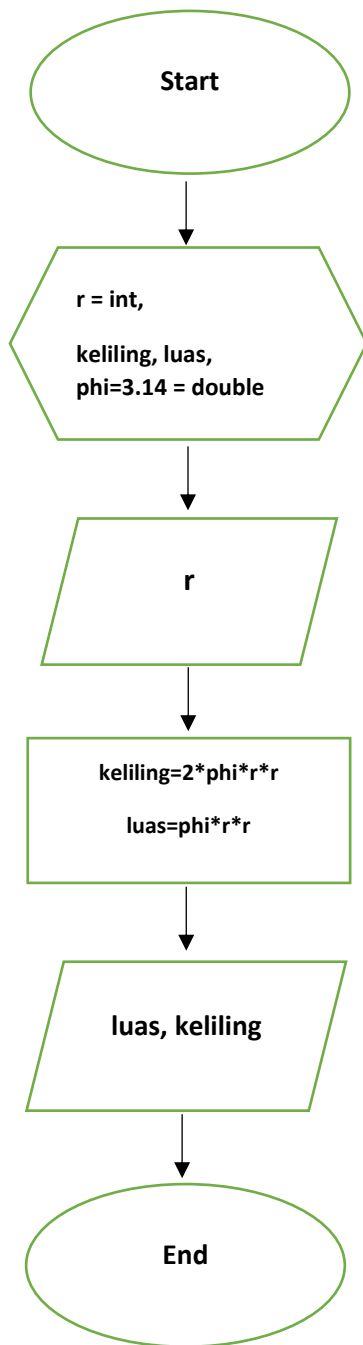 Start
r = int,
keliling, luas,
phi=3.14 = double
r
keliling=2*phi*r*r
luas=phi*r*r
luas, keliling
End